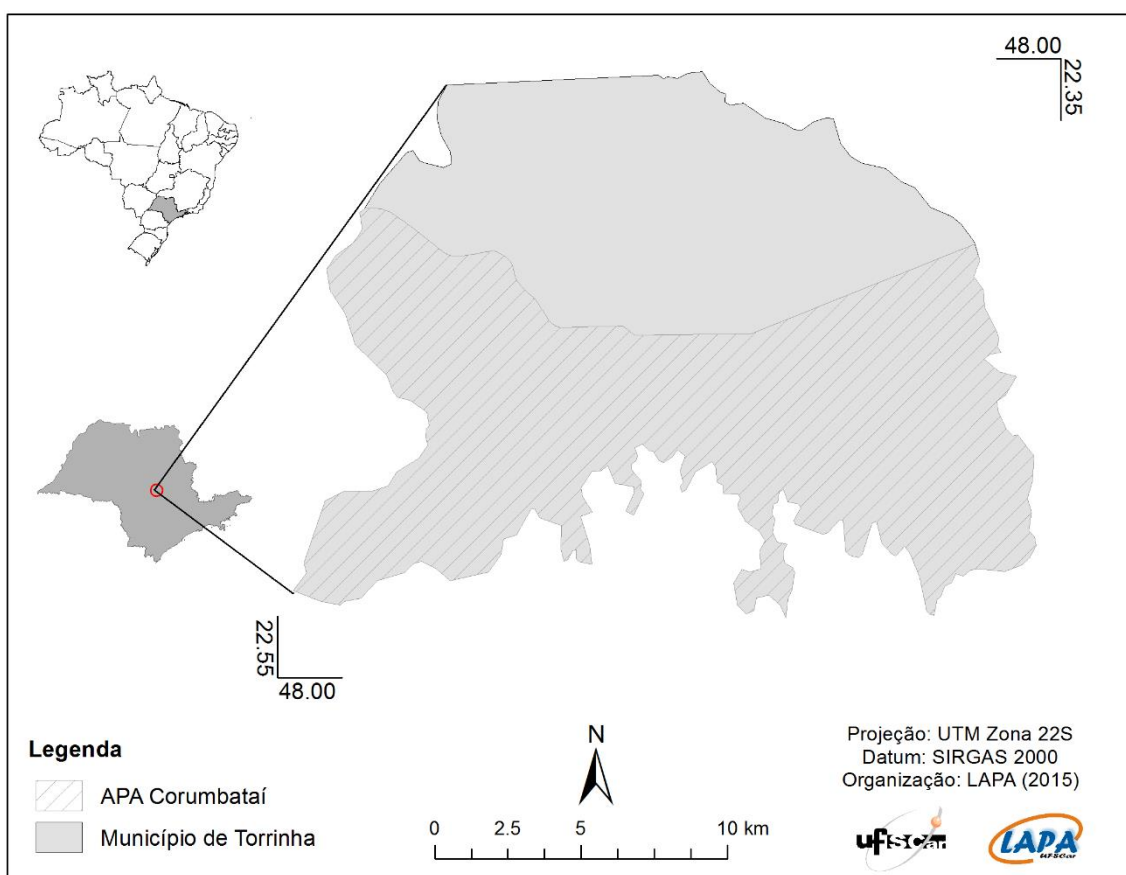 48.00
22.35
22.55
48.00
Legenda
APA Corumbataí
Município de Torrinha
N
0 2.5 5 10 km
Projeção: UTM Zona 22S
Datum: SIRGAS 2000
Organização: LAPA (2015)
ufscar
LAPA
UFSCar